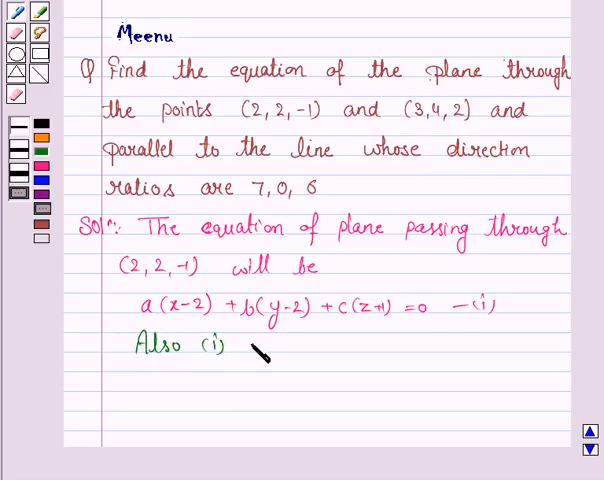 Meenu
Q Find the equation of the plane through
the points (2, 2, -1) and (3, 4, 2) and
parallel to the line whose direction
ratios are 7, 0, 6
Solⁿ: The equation of plane passing through
(2, 2, -1) will be
a(x-2) + b(y-2) + c(z+1) = 0 -(i)
Also (i)